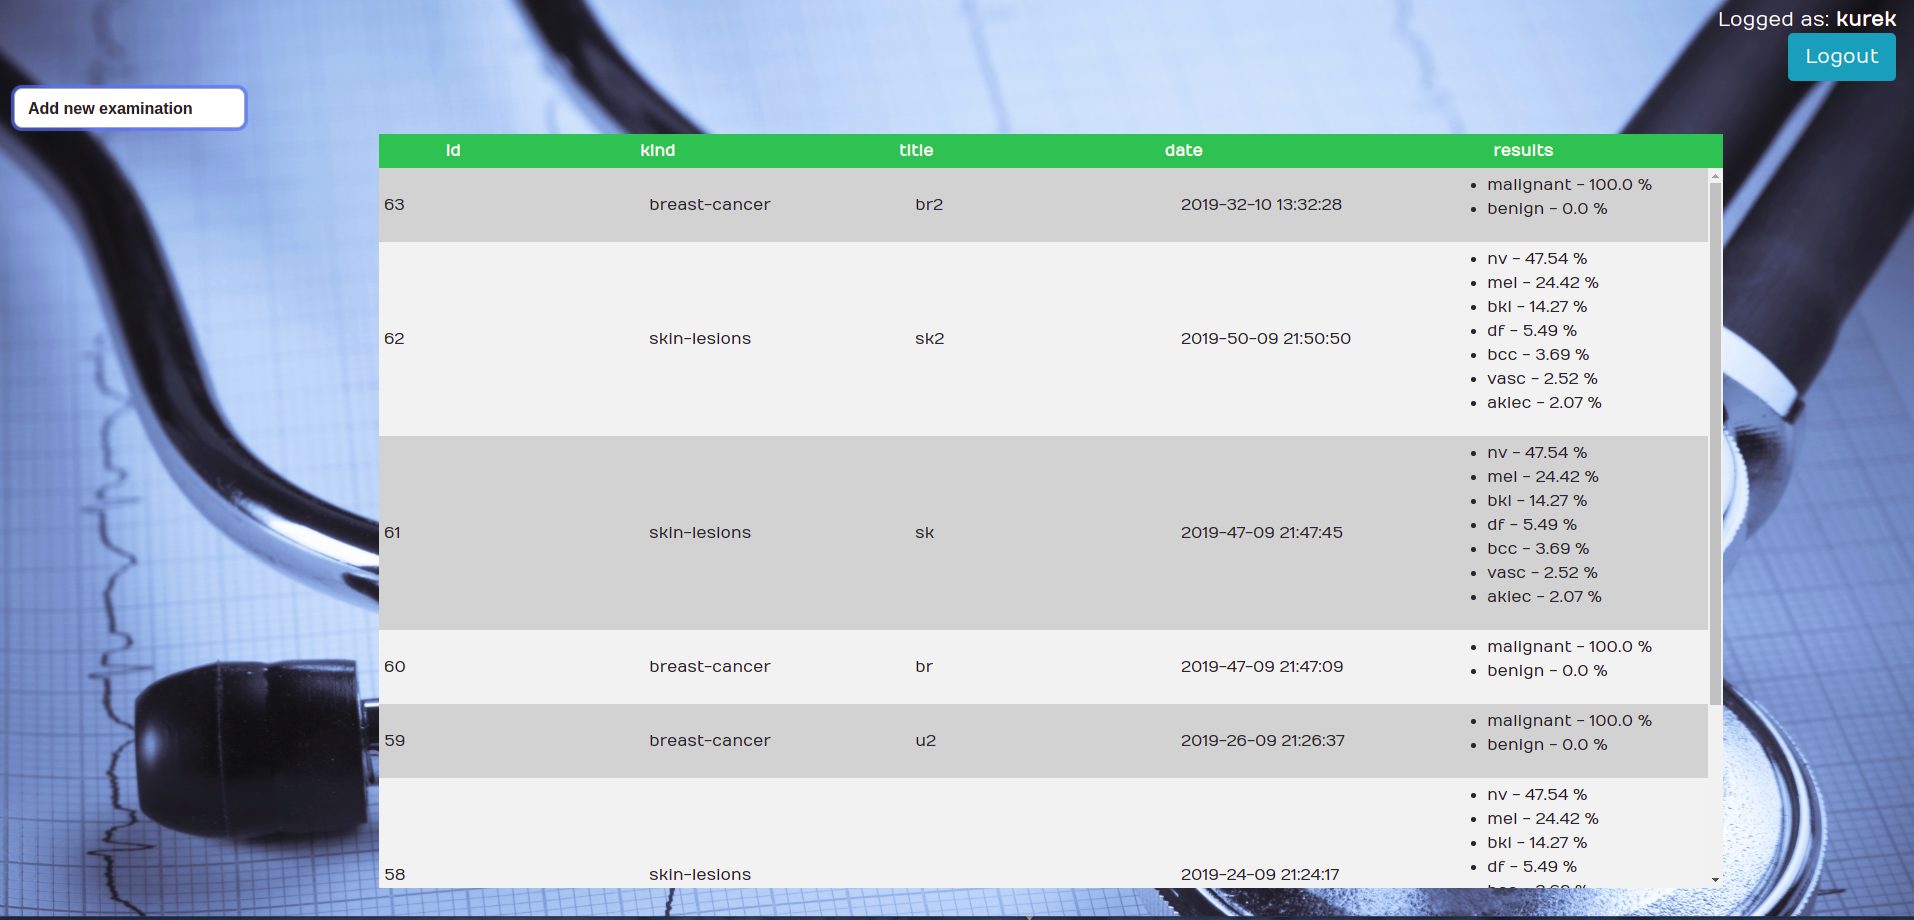 Logged as: kurek
Logout
Add new examination
id kind title date results
63 breast-cancer br2 2019-32-10 13:32:28
malignant - 100.0 %
benign - 0.0 %
62 skin-lesions sk2 2019-50-09 21:50:50
nv - 47.54 %
mel - 24.42 %
bkl - 14.27 %
df - 5.49 %
bcc - 3.69 %
vasc - 2.52 %
akiec - 2.07 %
61 skin-lesions sk 2019-47-09 21:47:45
nv - 47.54 %
mel - 24.42 %
bkl - 14.27 %
df - 5.49 %
bcc - 3.69 %
vasc - 2.52 %
akiec - 2.07 %
60 breast-cancer br 2019-47-09 21:47:09
malignant - 100.0 %
benign - 0.0 %
59 breast-cancer u2 2019-26-09 21:26:37
malignant - 100.0 %
benign - 0.0 %
58 skin-lesions 2019-24-09 21:24:17
nv - 47.54 %
mel - 24.42 %
bkl - 14.27 %
df - 5.49 %